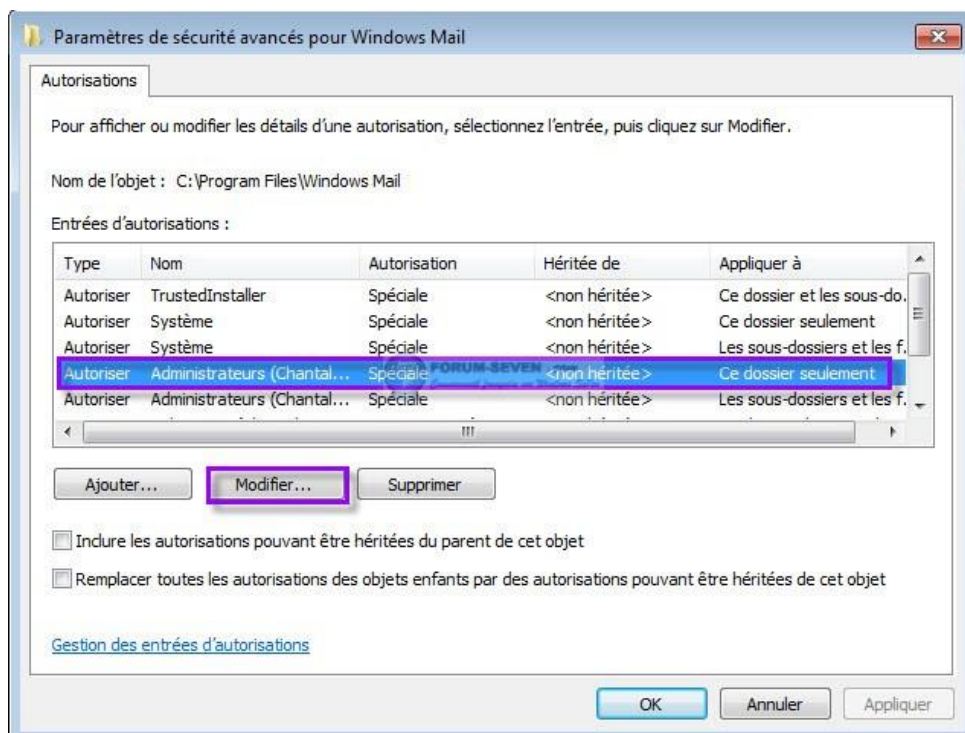 Paramètres de sécurité avancés pour Windows Mail
Autorisations
Pour afficher ou modifier les détails d'une autorisation, sélectionnez l'entrée, puis cliquez sur Modifier.
Nom de l'objet : C:\Program Files\Windows Mail
Entrées d'autorisations :
Type Nom Autorisation Héritée de Appliquer à
Autoriser TrustedInstaller Spéciale <non héritée> Ce dossier et les sous-do.
Autoriser Système Spéciale <non héritée> Ce dossier seulement
Autoriser Système Spéciale <non héritée> Les sous-dossiers et les f.
Autoriser Administrateurs (Chantal... Spéciale <non héritée> Ce dossier seulement
FORUM-SEVEN
Autoriser Administrateurs (Chantal... Spéciale <non héritée> Les sous-dossiers et les f.
Ajouter... Modifier... Supprimer
Inclure les autorisations pouvant être héritées du parent de cet objet
Remplacer toutes les autorisations des objets enfants par des autorisations pouvant être héritées de cet objet
Gestion des entrées d'autorisations
OK Annuler Appliquer